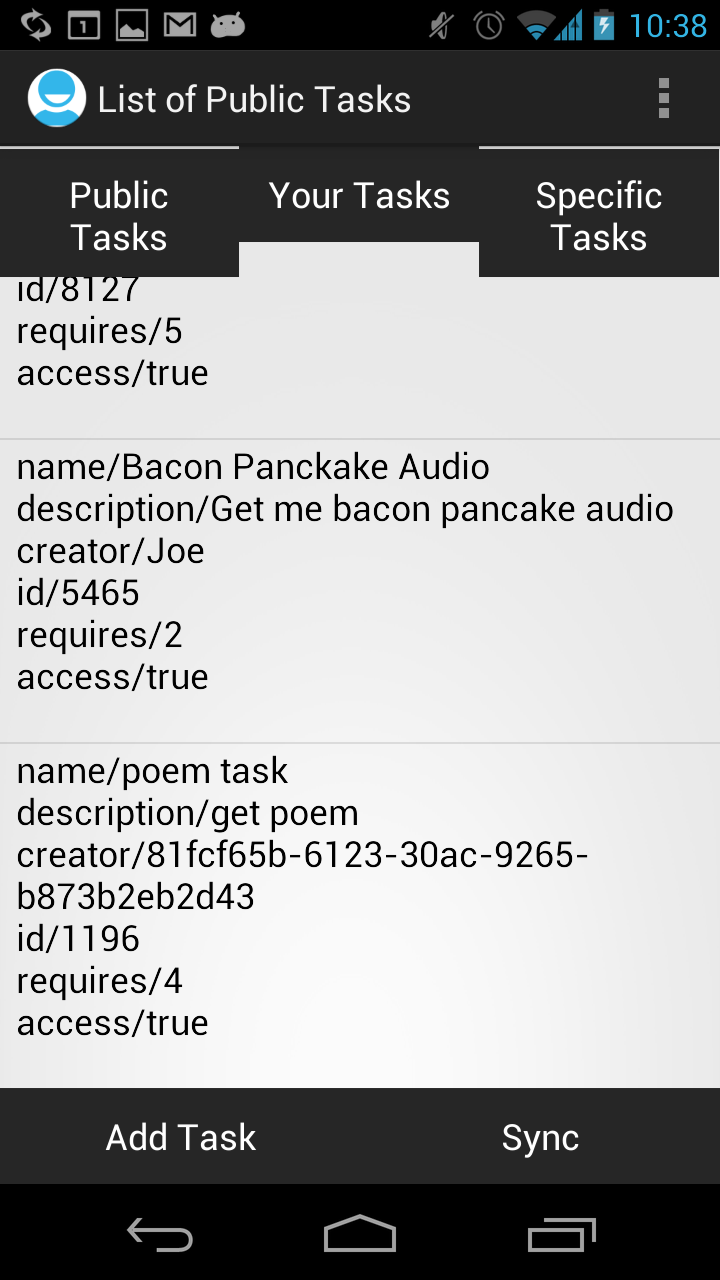 1
10:38
List of Public Tasks
Public
Tasks
Your Tasks
Specific
Tasks
id/8127
requires/5
access/true
name/Bacon Panckake Audio
description/Get me bacon pancake audio
creator/Joe
id/5465
requires/2
access/true
name/poem task
description/get poem
creator/81fcf65b-6123-30ac-9265-
b873b2eb2d43
id/1196
requires/4
access/true
Add Task
Sync